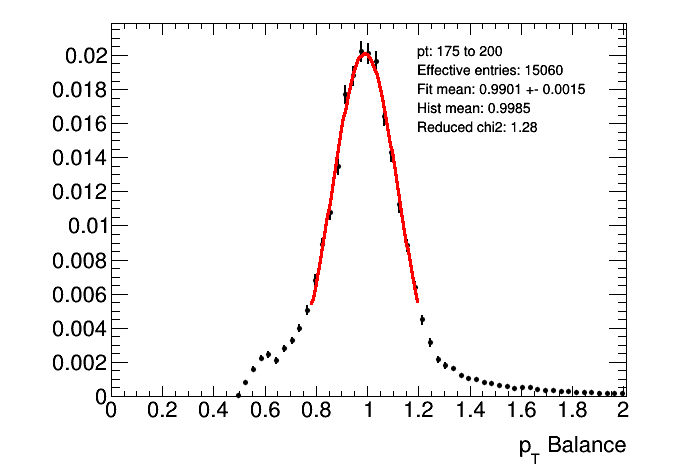 pt: 175 to 200
Effective entries: 15060
Fit mean: 0.9901 +- 0.0015
Hist mean: 0.9985
Reduced chi2: 1.28
0.02
0.018
0.016
0.014
0.012
0.01
0.008
0.006
0.004
0.002
0
0 0.2 0.4 0.6 0.8 1 1.2 1.4 1.6 1.8 2
p_T Balance